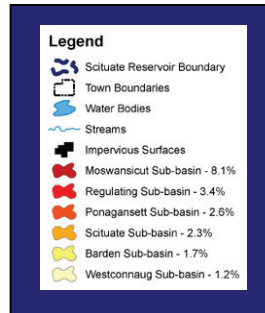 Legend
Scituate Reservoir Boundary
Town Boundaries
Water Bodies
Streams
Impervious Surfaces
Moswansicut Sub-basin - 8.1%
Regulating Sub-basin - 3.4%
Ponagansett Sub-basin - 2.6%
Scituate Sub-basin - 2.3%
Barden Sub-basin - 1.7%
Westconnaug Sub-basin - 1.2%